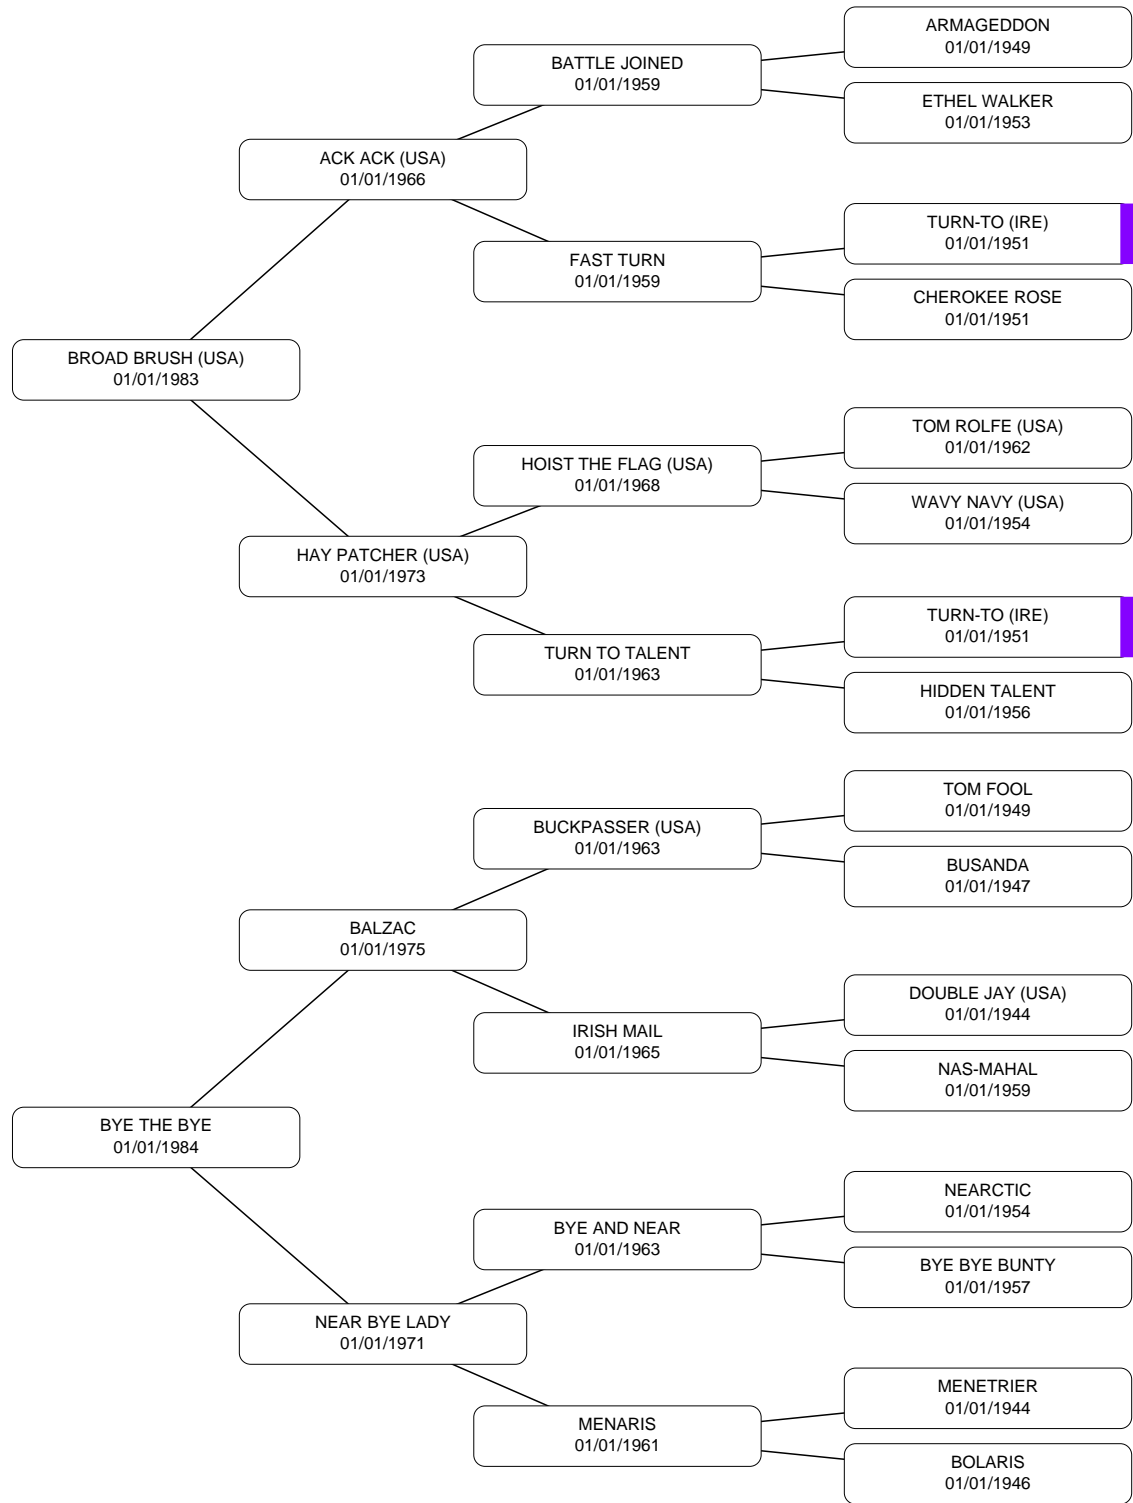 ARMAGEDDON
01/01/1949
BATTLE JOINED
01/01/1959
ETHEL WALKER
01/01/1953
ACK ACK (USA)
01/01/1966
TURN-TO (IRE)
01/01/1951
FAST TURN
01/01/1959
CHEROKEE ROSE
01/01/1951
BROAD BRUSH (USA)
01/01/1983
TOM ROLFE (USA)
01/01/1962
HOIST THE FLAG (USA)
01/01/1968
WAVY NAVY (USA)
01/01/1954
HAY PATCHER (USA)
01/01/1973
TURN-TO (IRE)
01/01/1951
TURN TO TALENT
01/01/1963
HIDDEN TALENT
01/01/1956
TOM FOOL
01/01/1949
BUCKPASSER (USA)
01/01/1963
BUSANDA
01/01/1947
BALZAC
01/01/1975
DOUBLE JAY (USA)
01/01/1944
IRISH MAIL
01/01/1965
NAS-MAHAL
01/01/1959
BYE THE BYE
01/01/1984
NEARCTIC
01/01/1954
BYE AND NEAR
01/01/1963
BYE BYE BUNTY
01/01/1957
NEAR BYE LADY
01/01/1971
MENETRIER
01/01/1944
MENARIS
01/01/1961
BOLARIS
01/01/1946